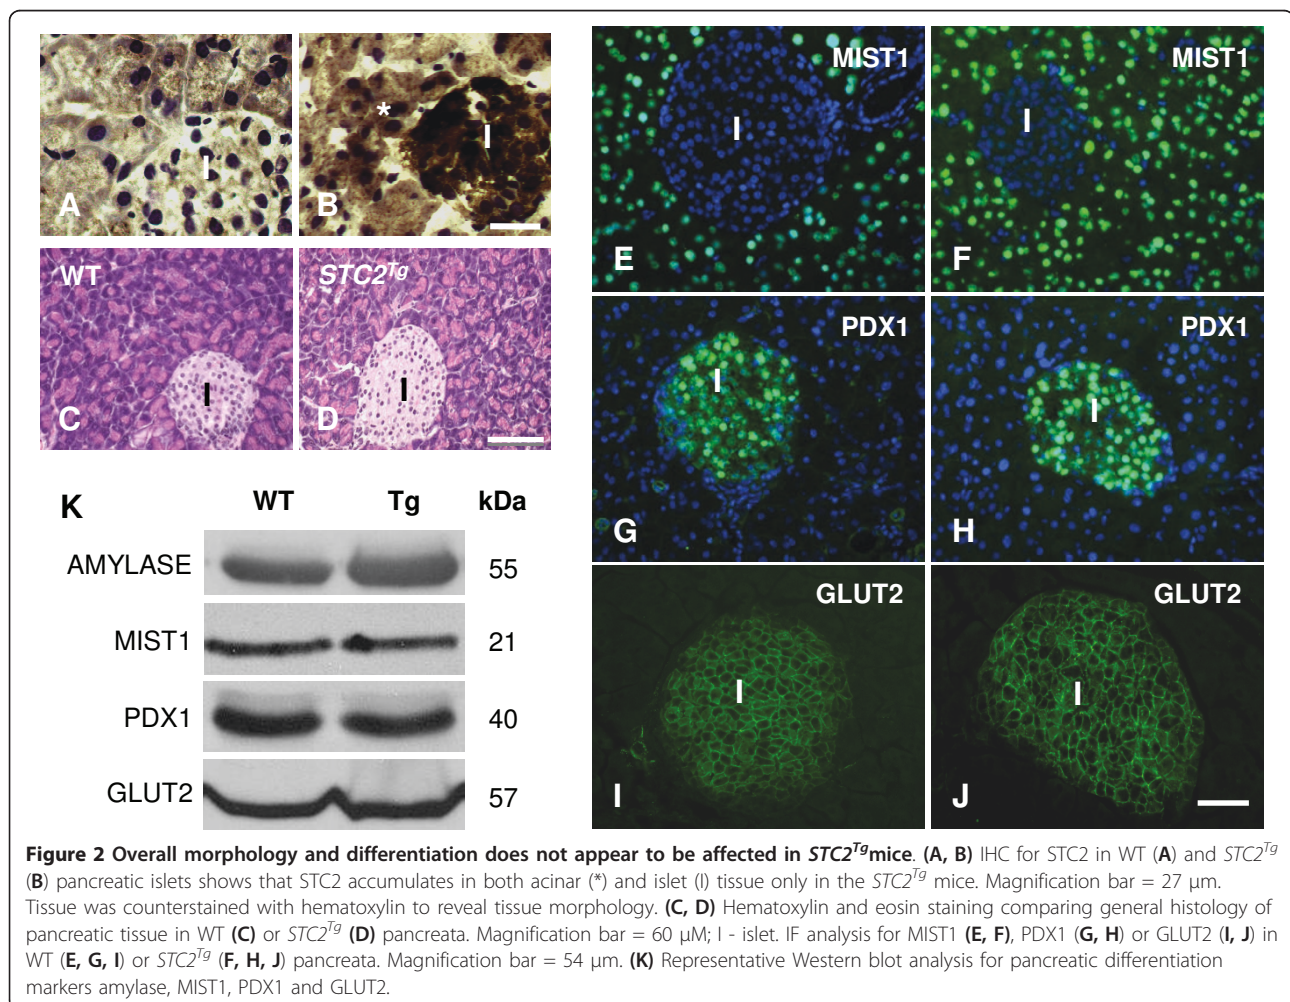 I
A
*
I
B
WT
I
C
STC2Tg
I
D
MIST1
I
E
MIST1
I
F
PDX1
I
G
PDX1
I
H
GLUT2
I
I
GLUT2
I
J
K
WT Tg kDa
AMYLASE 55
MIST1 21
PDX1 40
GLUT2 57
Figure 2 Overall morphology and differentiation does not appear to be affected in STC2Tgmice. (A, B) IHC for STC2 in WT (A) and STC2Tg
(B) pancreatic islets shows that STC2 accumulates in both acinar (*) and islet (I) tissue only in the STC2Tg mice. Magnification bar = 27 μm.
Tissue was counterstained with hematoxylin to reveal tissue morphology. (C, D) Hematoxylin and eosin staining comparing general histology of
pancreatic tissue in WT (C) or STC2Tg (D) pancreata. Magnification bar = 60 μM; I - islet. IF analysis for MIST1 (E, F), PDX1 (G, H) or GLUT2 (I, J) in
WT (E, G, I) or STC2Tg (F, H, J) pancreata. Magnification bar = 54 μm. (K) Representative Western blot analysis for pancreatic differentiation
markers amylase, MIST1, PDX1 and GLUT2.